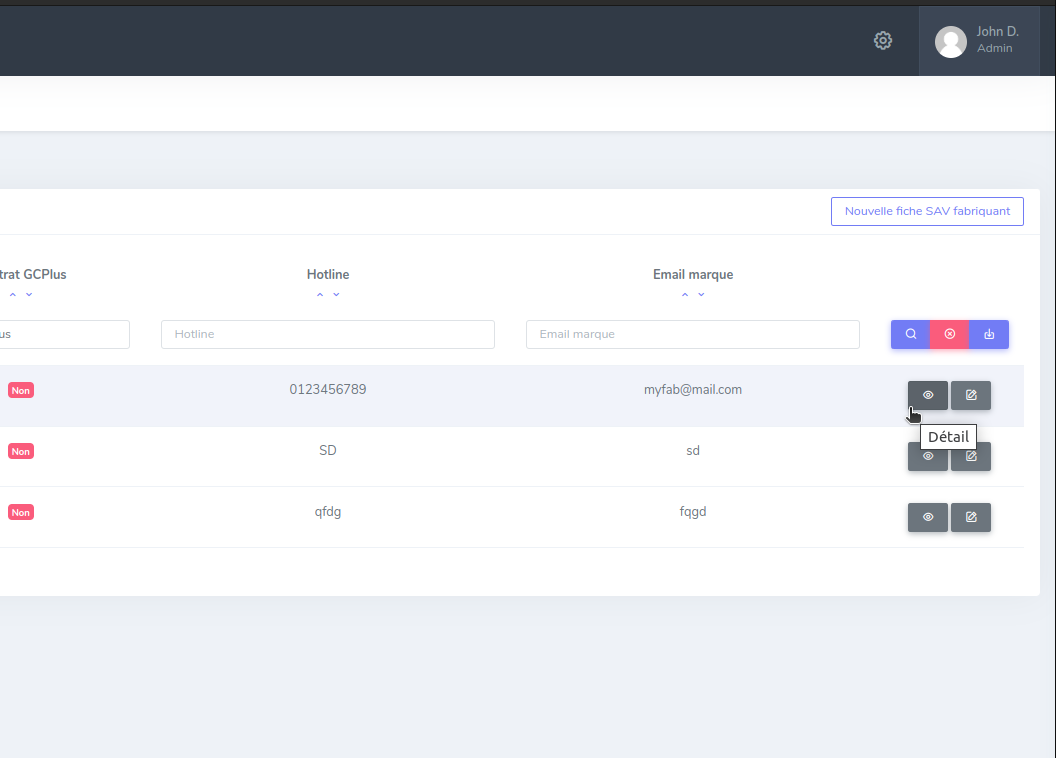 John D.
Admin
Nouvelle fiche SAV fabriquant
trat GCPlus
Hotline
Email marque
us
Hotline
Email marque
Non
0123456789
myfab@mail.com
Détail
Non
SD
sd
Non
qfdg
fqgd